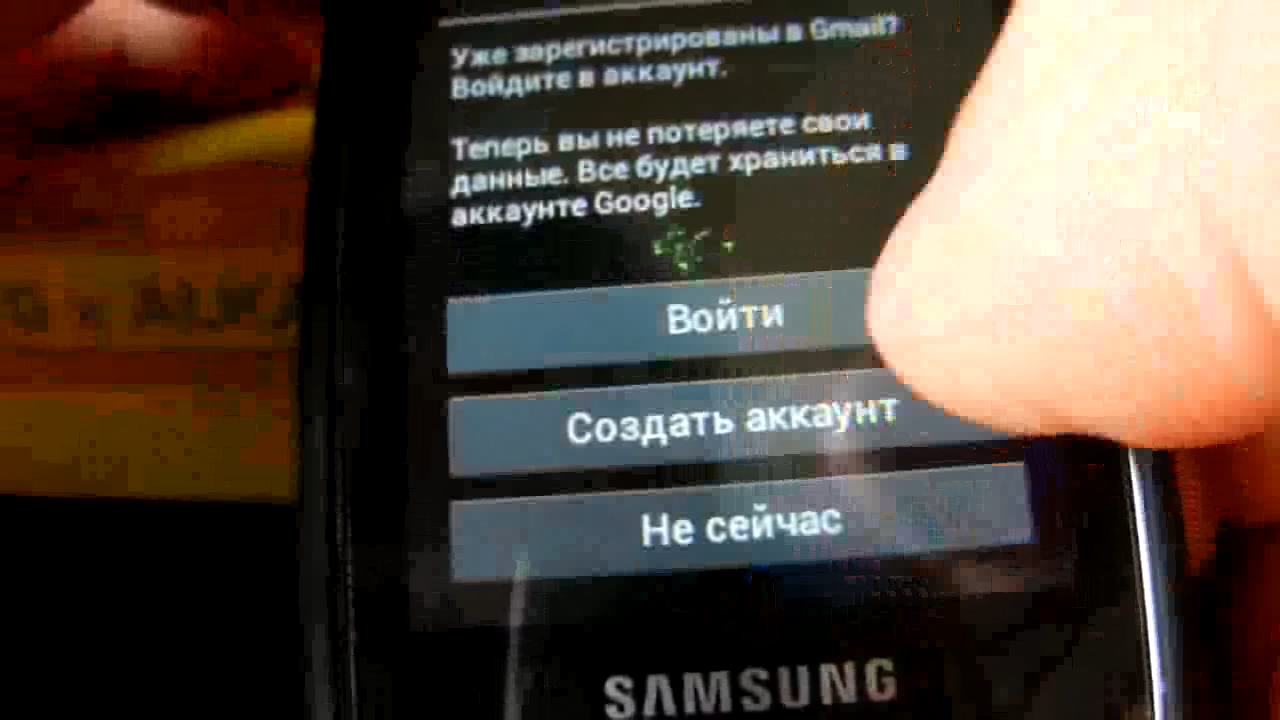 Уже зарегистрированы в Gmail?
Войдите в аккаунт.
Теперь вы не потеряете свои
данные. Все будет храниться в
аккаунте Google.
Войти
Создать аккаунт
Не сейчас
SAMSUNG